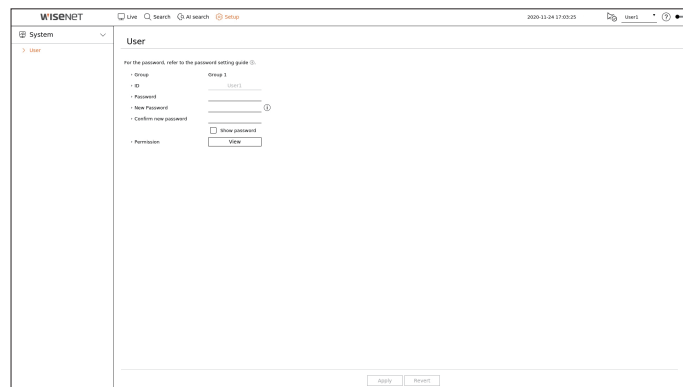 WISENET
Live Search AI search Setup 2020-11-24 17:03:25 User1
System
> User
User
For the password, refer to the password setting guide ⓘ.
• Group Group 1
• ID User1
• Password
• New Password
• Confirm new password
Show password
• Permission View
Apply Revert